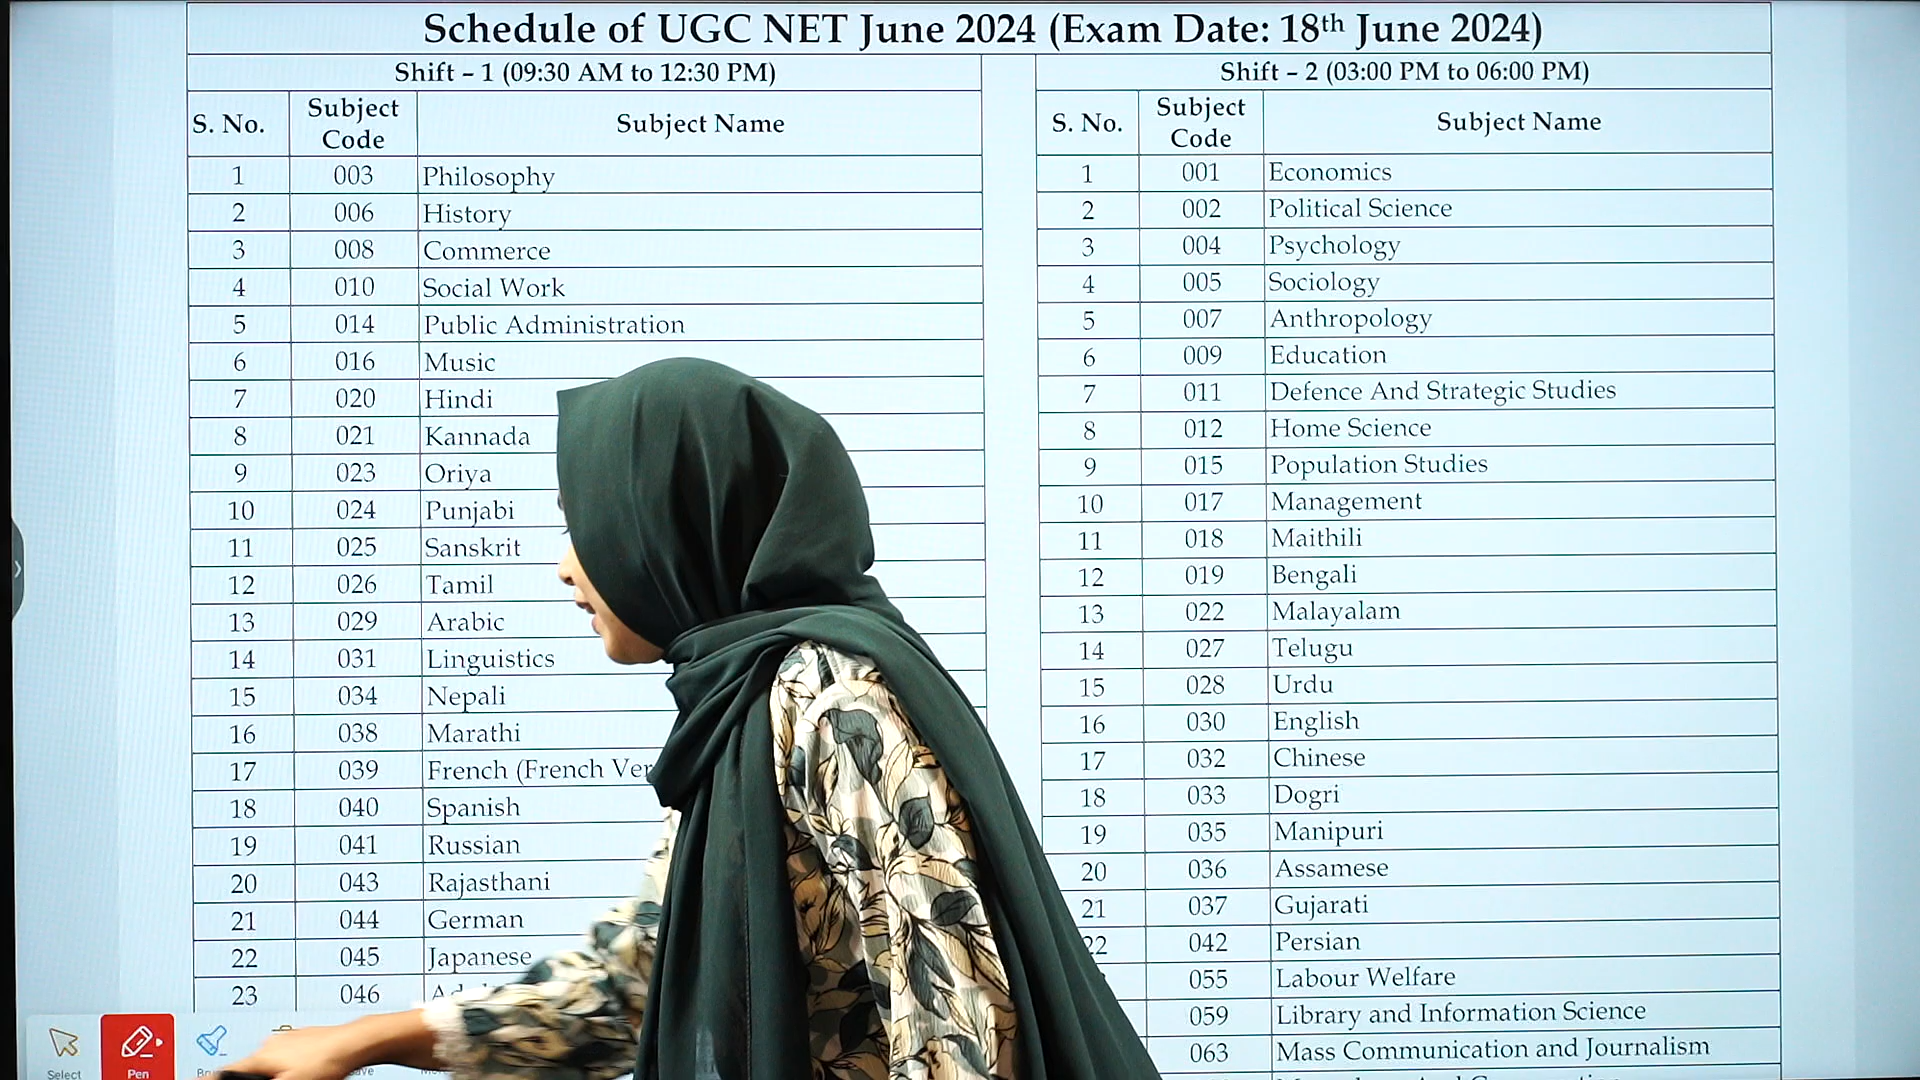 Schedule of UGC NET June 2024 (Exam Date: 18th June 2024)
Shift – 1 (09:30 AM to 12:30 PM)
S. No. Subject Code Subject Name
1 003 Philosophy
2 006 History
3 008 Commerce
4 010 Social Work
5 014 Public Administration
6 016 Music
7 020 Hindi
8 021 Kannada
9 023 Oriya
10 024 Punjabi
11 025 Sanskrit
12 026 Tamil
13 029 Arabic
14 031 Linguistics
15 034 Nepali
16 038 Marathi
17 039 French (French
18 040 Spanish
19 041 Russian
20 043 Rajasthani
21 044 German
22 045 Japanese
23 046
Shift – 2 (03:00 PM to 06:00 PM)
S. No. Subject Code Subject Name
1 001 Economics
2 002 Political Science
3 004 Psychology
4 005 Sociology
5 007 Anthropology
6 009 Education
7 011 Defence And Strategic Studies
8 012 Home Science
9 015 Population Studies
10 017 Management
11 018 Maithili
12 019 Bengali
13 022 Malayalam
14 027 Telugu
15 028 Urdu
16 030 English
17 032 Chinese
18 033 Dogri
19 035 Manipuri
20 036 Assamese
21 037 Gujarati
22 042 Persian
055 Labour Welfare
059 Library and Information Science
063 Mass Communication and Journalism
Select Pen